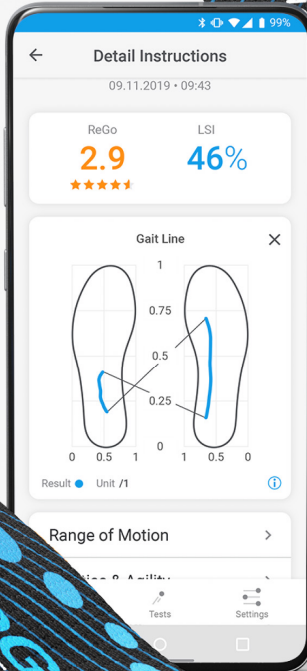 99%
Detail Instructions
09.11.2019 • 09:43
ReGo LSI
2.9 46%
Gait Line
1
0.75
0.5
0.25
0
0 0.5 1 1 0.5 0
Result Unit /1
Range of Motion
& Agility
Tests Settings